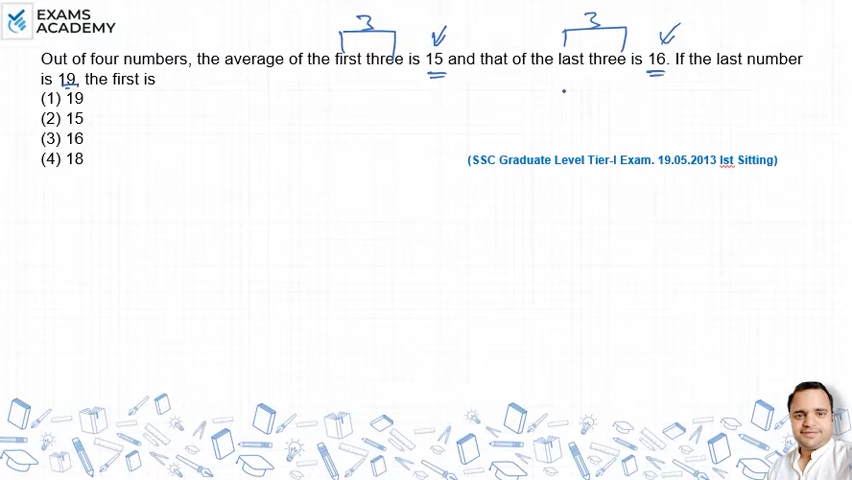 EXAMS
ACADEMY
3
3
Out of four numbers, the average of the first three is 15 and that of the last three is 16. If the last number
is 19, the first is
(1) 19
(2) 15
(3) 16
(4) 18
(SSC Graduate Level Tier-I Exam. 19.05.2013 Ist Sitting)